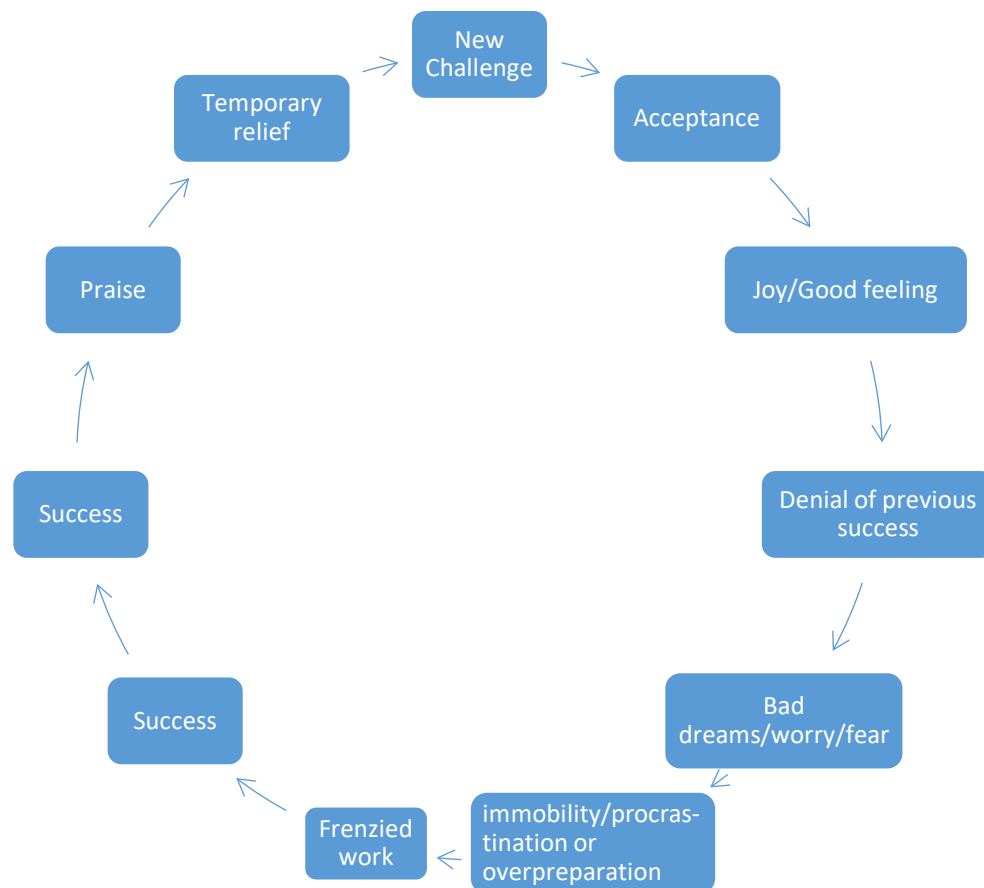 New
Challenge
Acceptance
Joy/Good feeling
Denial of previous
success
Bad
dreams/worry/fear
immobility/procras-
tination or
overpreparation
Frenzied
work
Success
Success
Praise
Temporary
relief